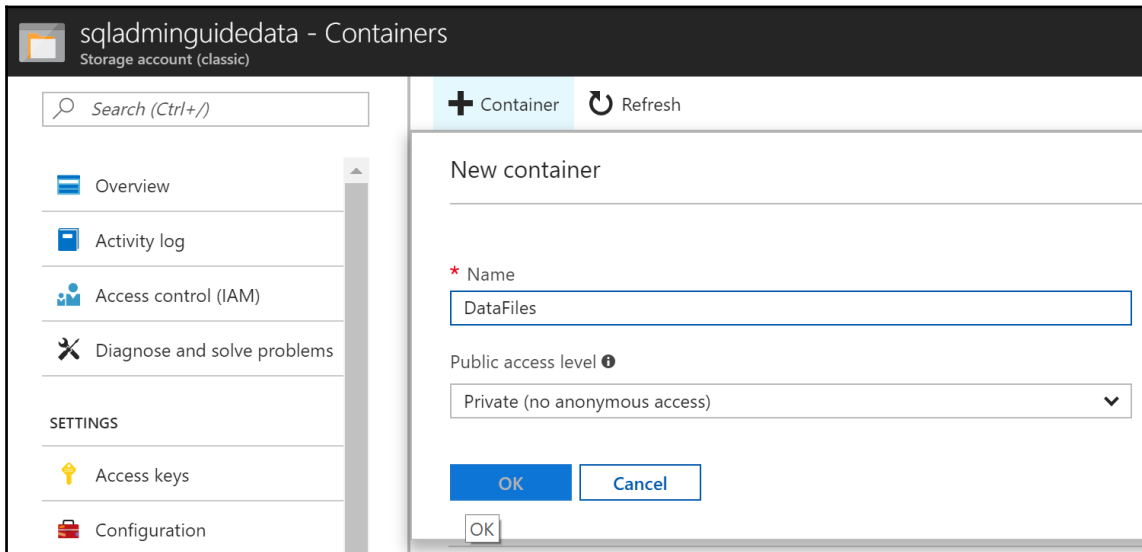 sqladminguidedata - Containers
Storage account (classic)
Search (Ctrl+/)
Overview
Activity log
Access control (IAM)
Diagnose and solve problems
SETTINGS
Access keys
Configuration
Container Refresh
New container
* Name
DataFiles
Public access level
Private (no anonymous access)
OK Cancel
OK